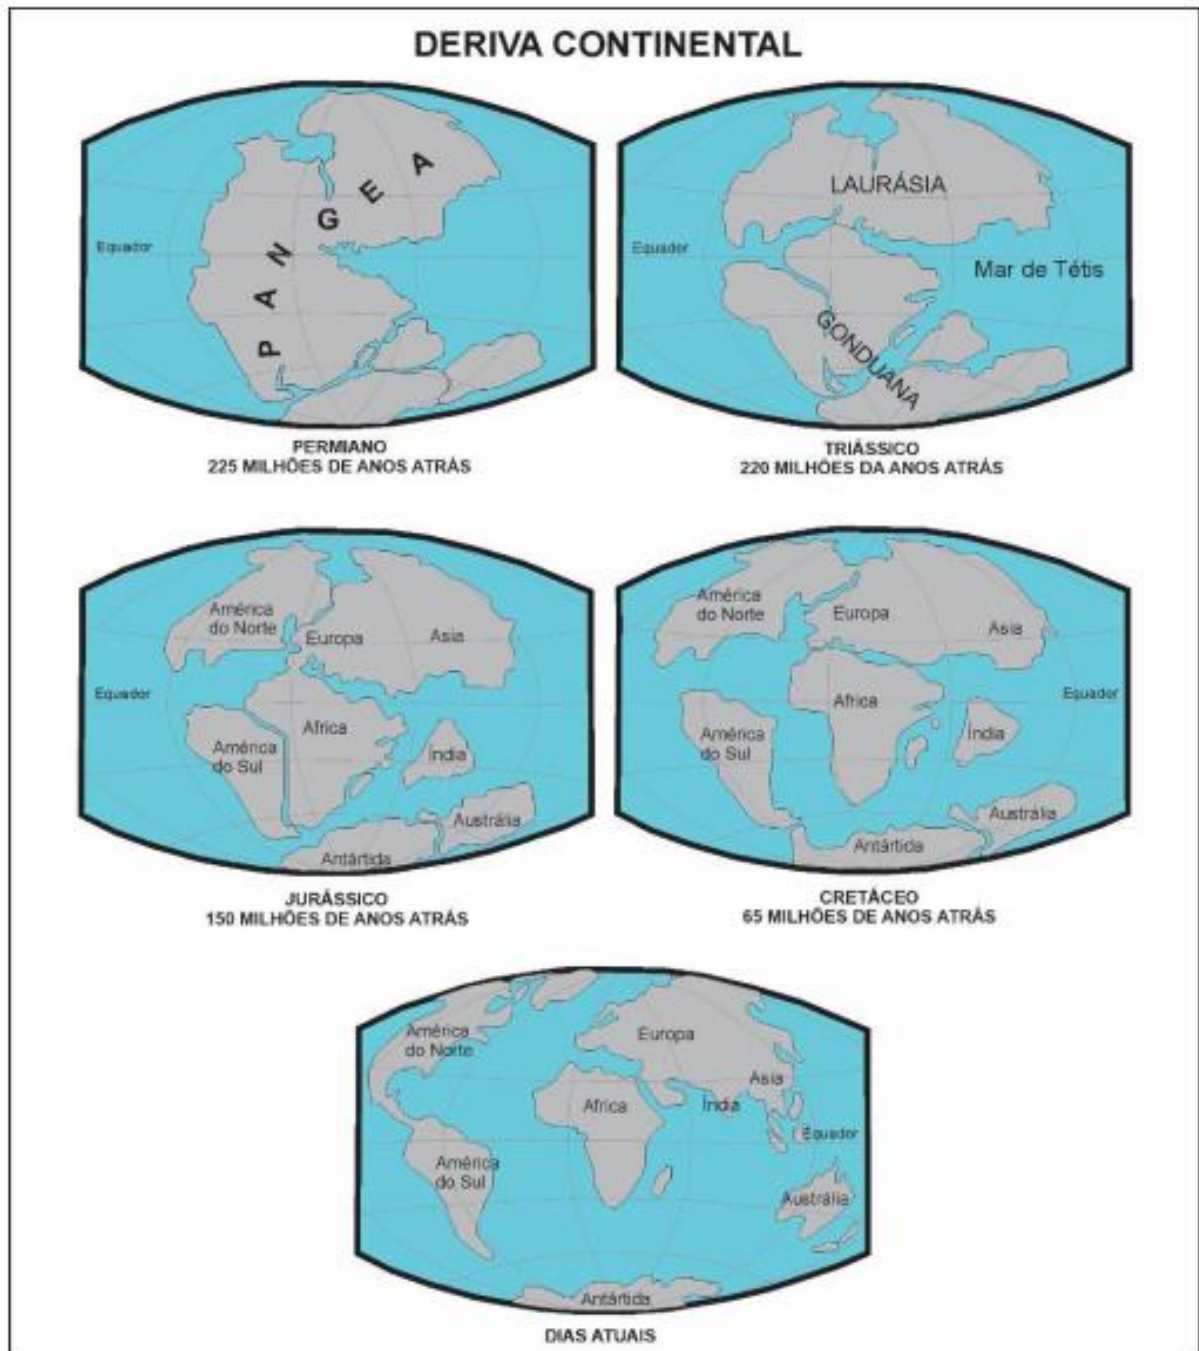 DERIVA CONTINENTAL
PANGEA
Equador
PERMIANO
225 MILHÕES DE ANOS ATRÁS
LAURÁSIA
Equador
Mar de Tétis
GONDUANA
TRIÁSSICO
220 MILHÕES DA ANOS ATRÁS
América
do Norte
Europa
Ásia
Equador
África
América
do Sul
Índia
Austrália
Antártida
JURÁSSICO
150 MILHÕES DE ANOS ATRÁS
América
do Norte
Europa
Ásia
Equador
África
América
do Sul
Índia
Austrália
Antártida
CRETÁCEO
65 MILHÕES DE ANOS ATRÁS
América
do Norte
Europa
Ásia
África
Índia
Equador
América
do Sul
Austrália
Antártida
DIAS ATUAIS